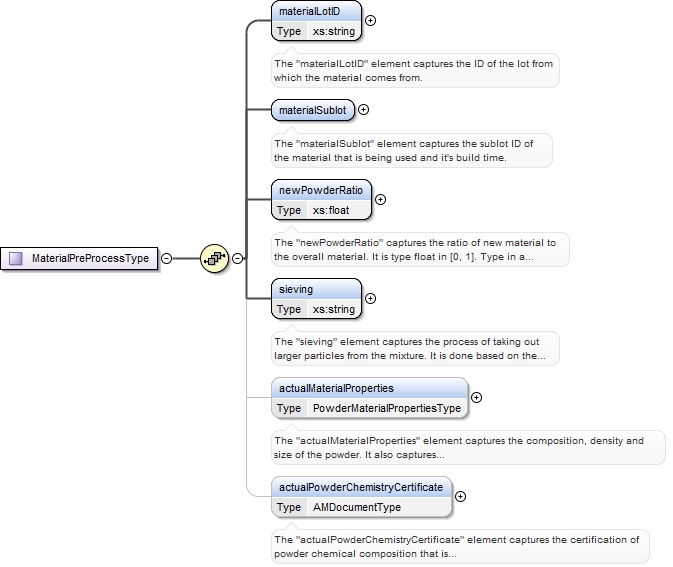 materialLotID
Type xs:string
The "materialLotID" element captures the ID of the lot from
which the material comes from.
materialSublot
The "materialSublot" element captures the sublot ID of
the material that is being used and it's build time.
newPowderRatio
Type xs:float
The "newPowderRatio" captures the ratio of new material to
the overall material. It is type float in [0, 1]. Type in a...
MaterialPreProcessType
sieving
Type xs:string
The "sieving" element captures the process of taking out
larger particles from the mixture. It is done based on the...
actualMaterialProperties
Type PowderMaterialPropertiesType
The "actualMaterialProperties" element captures the composition, density and
size of the powder. It also captures...
actualPowderChemistryCertificate
Type AMDocumentType
The "actualPowderChemistryCertificate" element captures the certification of
powder chemical composition that is...